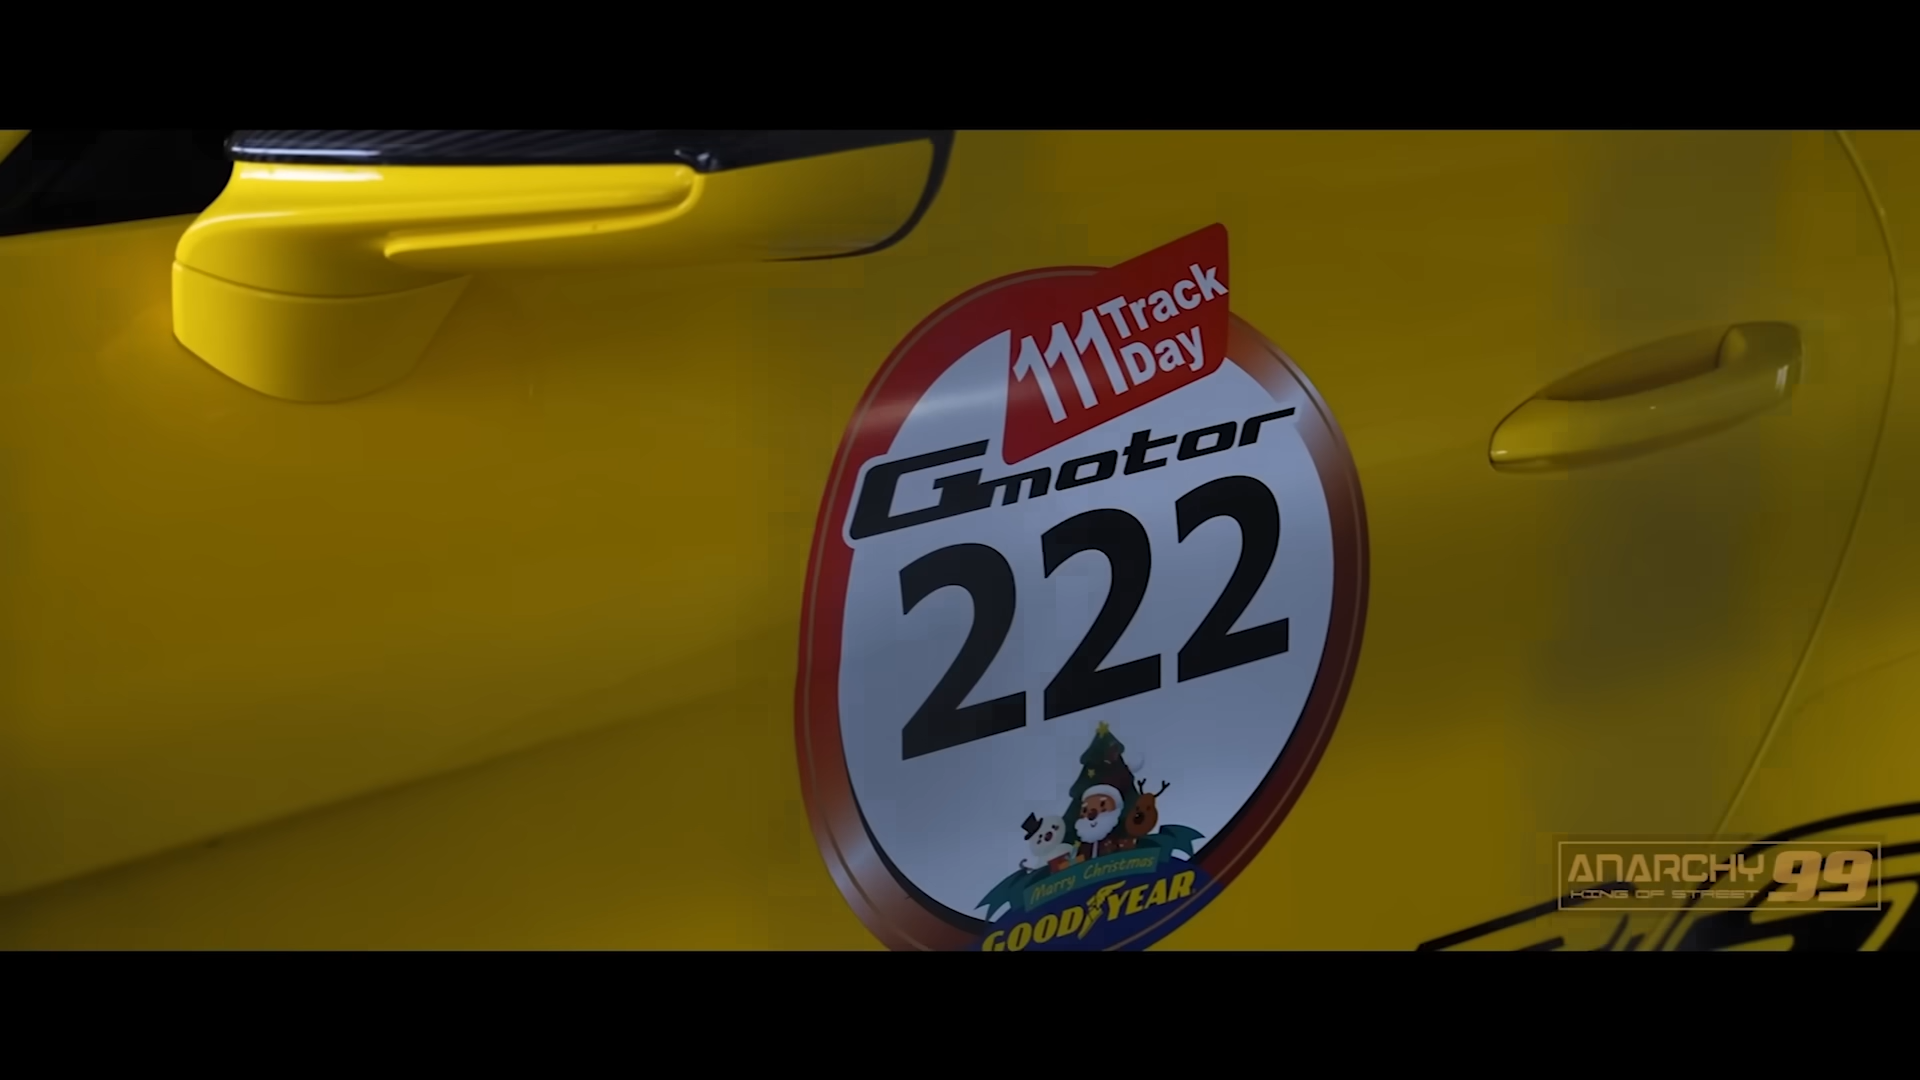 111 Track
Day
Gmotor
222
Merry Christmas
GOODYEAR
ANARCHY 99
KING OF STREET